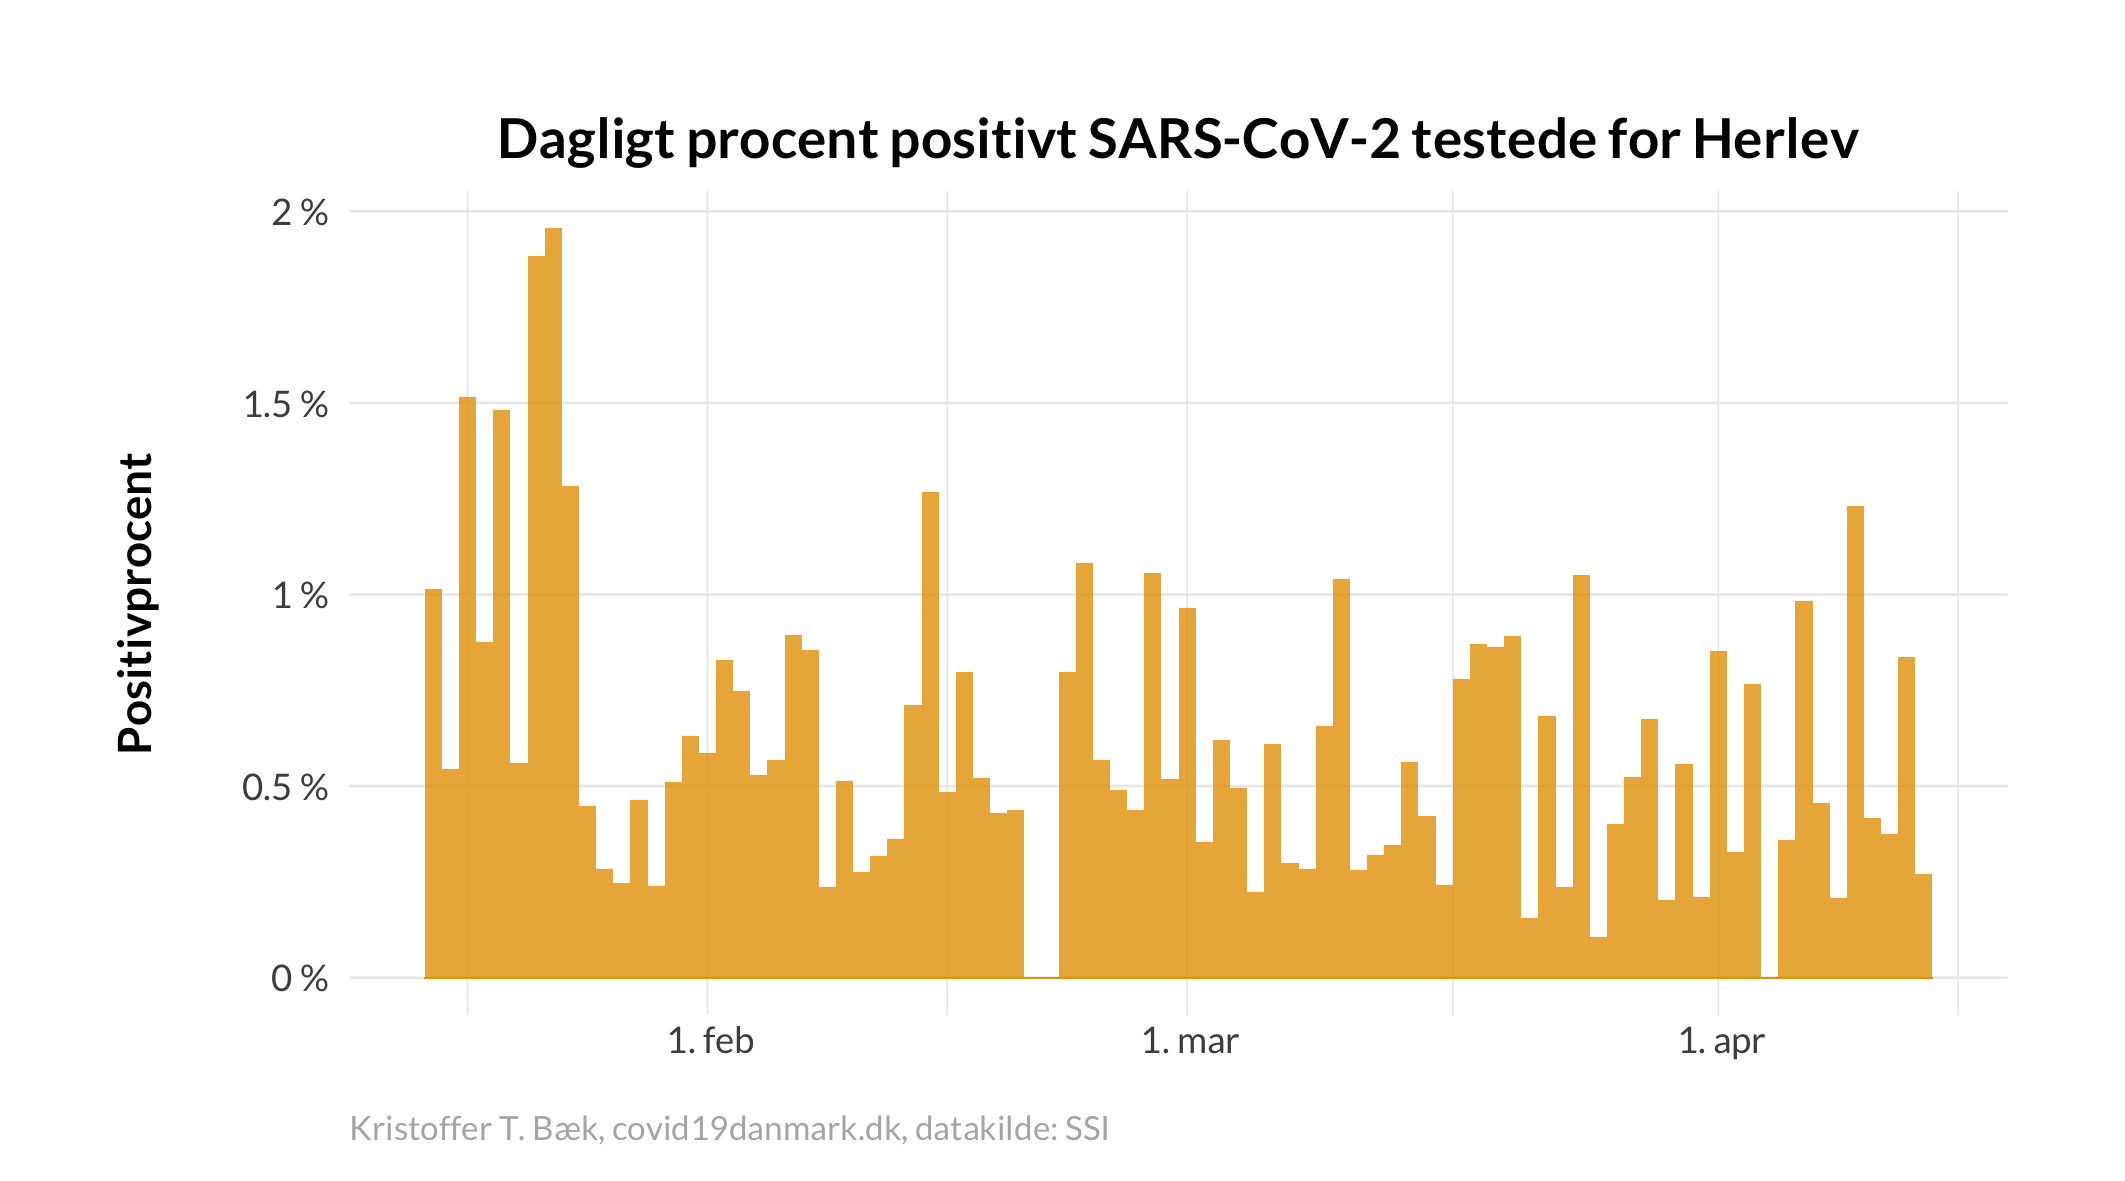 Dagligt procent positivt SARS-CoV-2 testede for Herlev
Positivprocent
2 %
1.5 %
1 %
0.5 %
0 %
1. feb
1. mar
1. apr
Kristoffer T. Bæk, covid19danmark.dk, datakilde: SSI